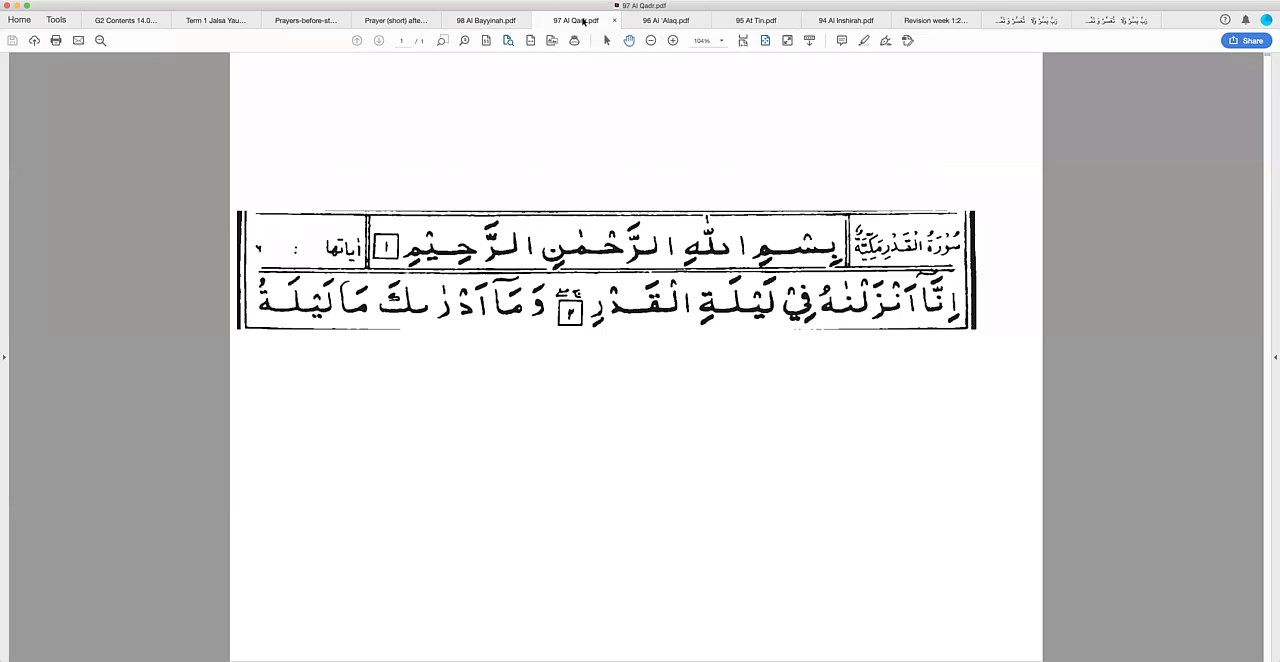 97 Al Qadr.pdf
Home Tools G2 Contents 14.0... Term 1 Jalsa Yau... Prayers-before-st... Prayer (short) afte... 98 Al Bayyinah.pdf 97 Al Qadr.pdf × 96 Al 'Alaq.pdf 95 At Tin.pdf 94 Al Inshirah.pdf Revision week 1:2...
1 / 1 104% Share
سُوْرَةُ الْقَدْرِ مَكِّيَّةٌ بِسْمِ اللّٰهِ الرَّحْمٰنِ الرَّحِيْمِ ١ اٰيَاتُهَا :
اِنَّاۤ اَنْزَلْنٰهُ فِيْ لَيْلَةِ الْقَدْرِ ٢ وَمَاۤ اَدْرٰىكَ مَا لَيْلَةُ